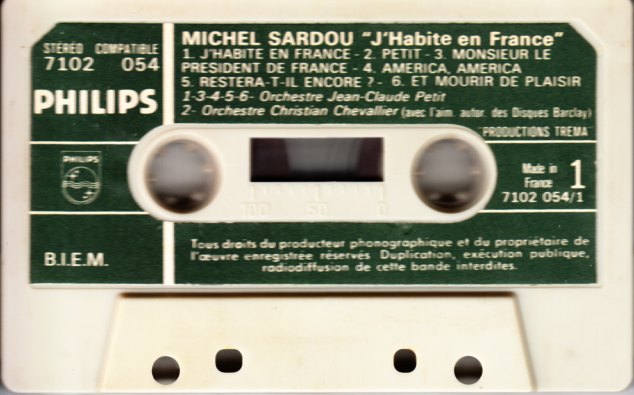 STEREO COMPATIBLE
7102 054
PHILIPS
MICHEL SARDOU "J'Habite en France"
1. J'HABITE EN FRANCE - 2. PETIT - 3. MONSIEUR LE
PRESIDENT DE FRANCE - 4. AMERICA, AMERICA
5. RESTERA-T-IL ENCORE ? - 6. ET MOURIR DE PLAISIR
1-3-4-5-6- Orchestre Jean-Claude Petit
2- Orchestre Christian Chevallier (avec l'aim. autor. des Disques Barclay)
PRODUCTIONS TREMA
PHILIPS
Made in
France 1
7102 054/1
100 50 0
B.I.E.M.
Tous droits du producteur phonographique et du propriétaire de
l'œuvre enregistrée réservés Duplication, exécution publique,
radiodiffusion de cette bande interdites.